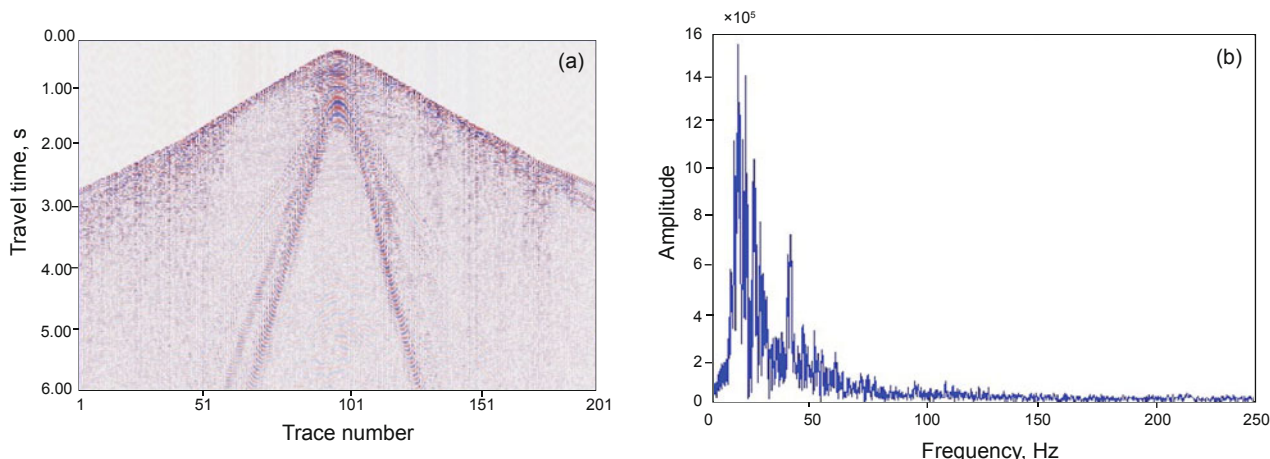 (a)
Travel time, s
0.00
1.00
2.00
3.00
4.00
5.00
6.00
1 51 101 151 201
Trace number
×10⁵
(b)
Amplitude
16
14
12
10
8
6
4
2
0
0 50 100 150 200 250
Frequency, Hz